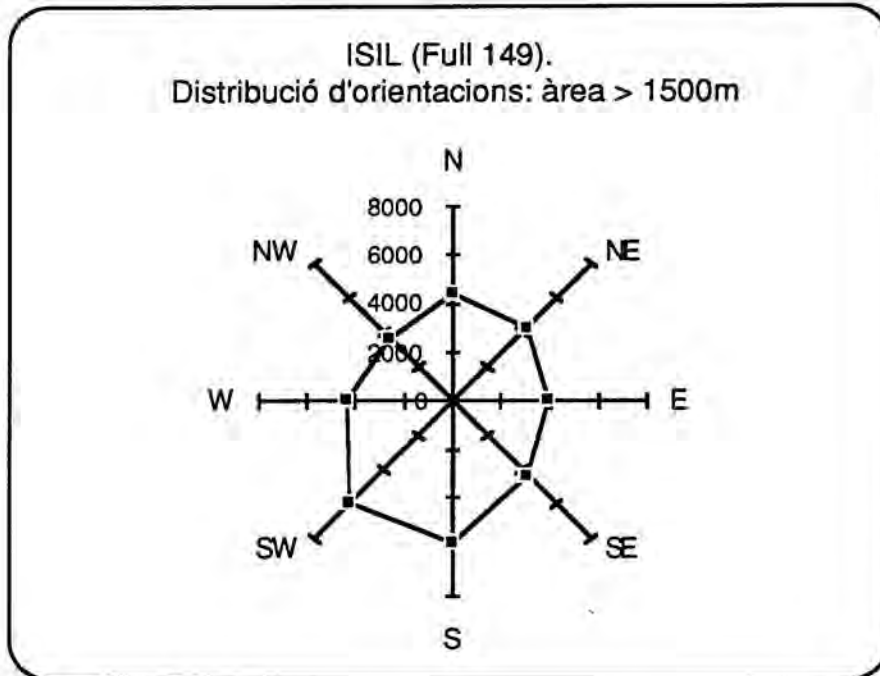 ISIL (Full 149).
Distribució d'orientacions: àrea > 1500m
N
8000
NW
6000
NE
4000
2000
W
0
E
SW
SE
S